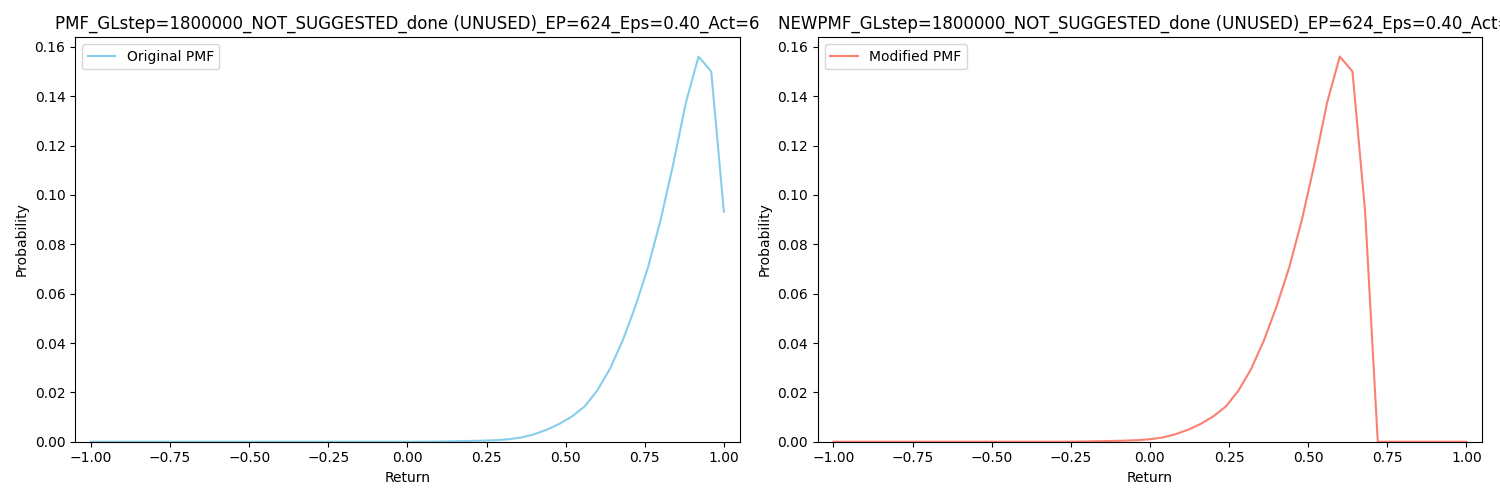 PMF_GLstep=1800000_NOT_SUGGESTED_done (UNUSED)_EP=624_Eps=0.40_Act=6
Original PMF
0.16
0.14
0.12
0.10
0.08
0.06
0.04
0.02
0.00
Probability
−1.00 −0.75 −0.50 −0.25 0.00 0.25 0.50 0.75 1.00
Return
NEWPMF_GLstep=1800000_NOT_SUGGESTED_done (UNUSED)_EP=624_Eps=0.40_Act=
Modified PMF
0.16
0.14
0.12
0.10
0.08
0.06
0.04
0.02
0.00
Probability
−1.00 −0.75 −0.50 −0.25 0.00 0.25 0.50 0.75 1.00
Return